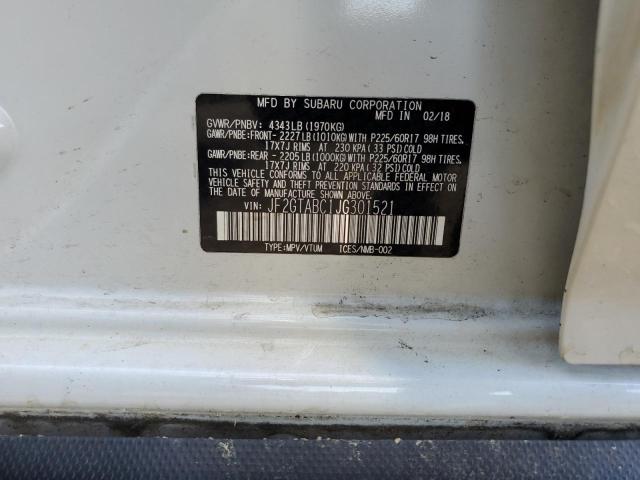 MFD BY SUBARU CORPORATION
MFD IN 02/18
GVWR/PNBV: 4343LB(1970KG)
GAWR/PNBE:FRONT- 2227LB(1010KG)WITH P225/60R17 98H TIRES,
17X7J RIMS AT 230 KPA(33 PSI)COLD
GAWR/PNBE:REAR - 2205LB(1000KG)WITH P225/60R17 98H TIRES,
17X7J RIMS AT 220 KPA(32 PSI)COLD
THIS VEHICLE CONFORMS TO ALL APPLICABLE FEDERAL MOTOR VEHICLE
SAFETY, BUMPER, AND THEFT PREVENTION STANDARDS IN EFFECT ON THE DATE
OF MANUFACTURE SHOWN ABOVE.
VIN: JF2GTABC1JG301521
TYPE:MPV/VTUM ICES/NMB-002